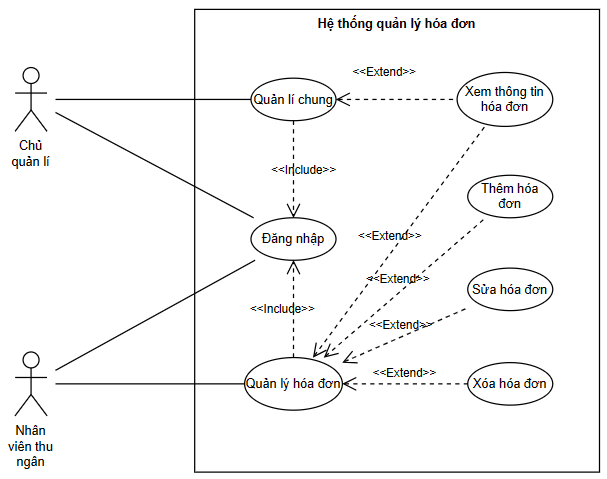 Hệ thống quản lý hóa đơn
<<Extend>>
Quản lí chung
Xem thông tin
hóa đơn
Chủ
quản lí
<<Include>>
Thêm hóa
đơn
Đăng nhập
<<Extend>>
<<Extend>>
Sửa hóa đơn
<<Include>>
<<Extend>>
Quản lý hóa đơn
<<Extend>>
Xóa hóa đơn
Nhân
viên thu
ngân